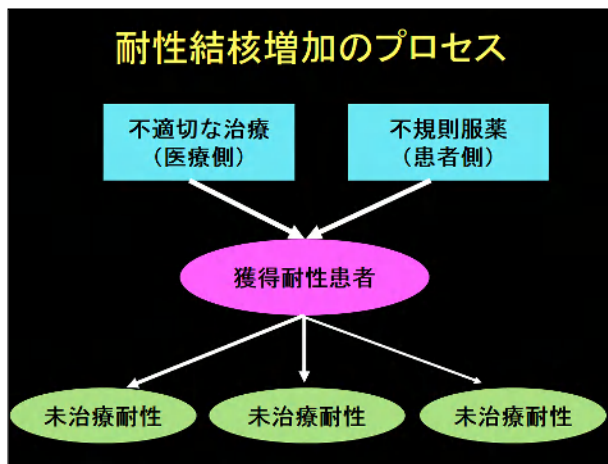 耐性結核増加のプロセス
不適切な治療
（医療側）
不規則服薬
（患者側）
獲得耐性患者
未治療耐性
未治療耐性
未治療耐性